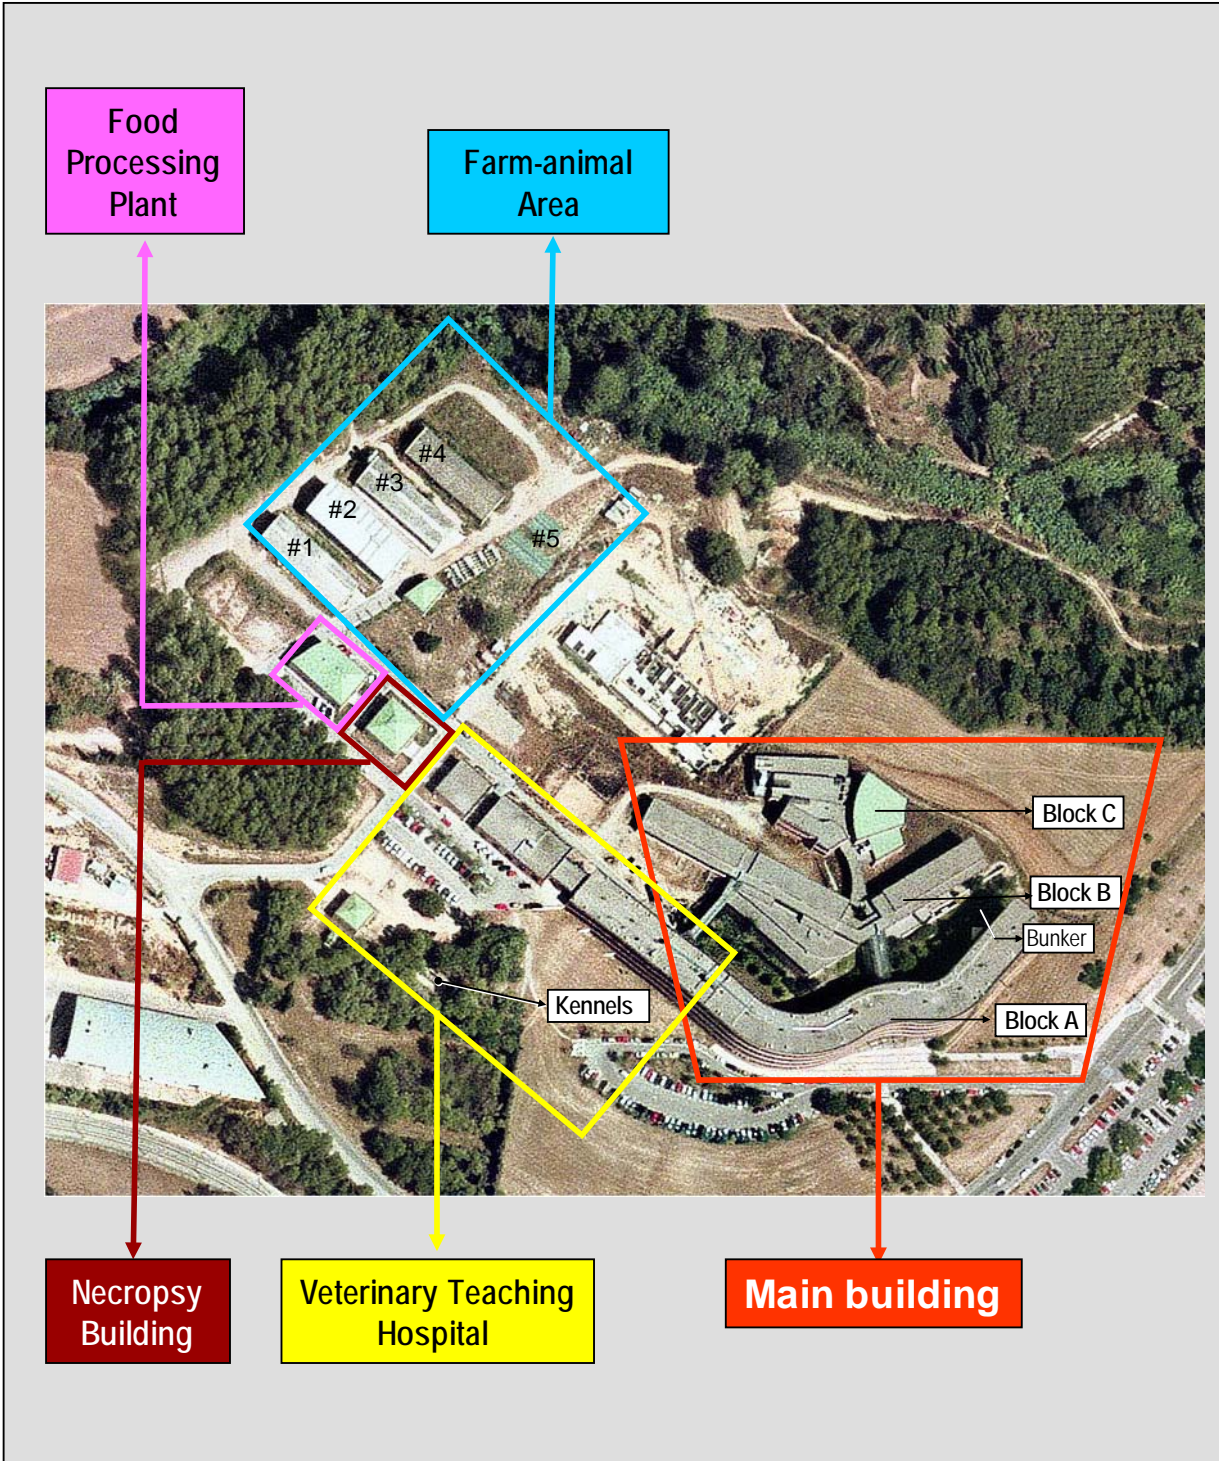 Food
Processing
Plant
Farm-animal
Area
#4
#3
#2
#1
#5
Block C
Block B
Bunker
Kennels
Block A
Necropsy
Building
Veterinary Teaching
Hospital
Main building